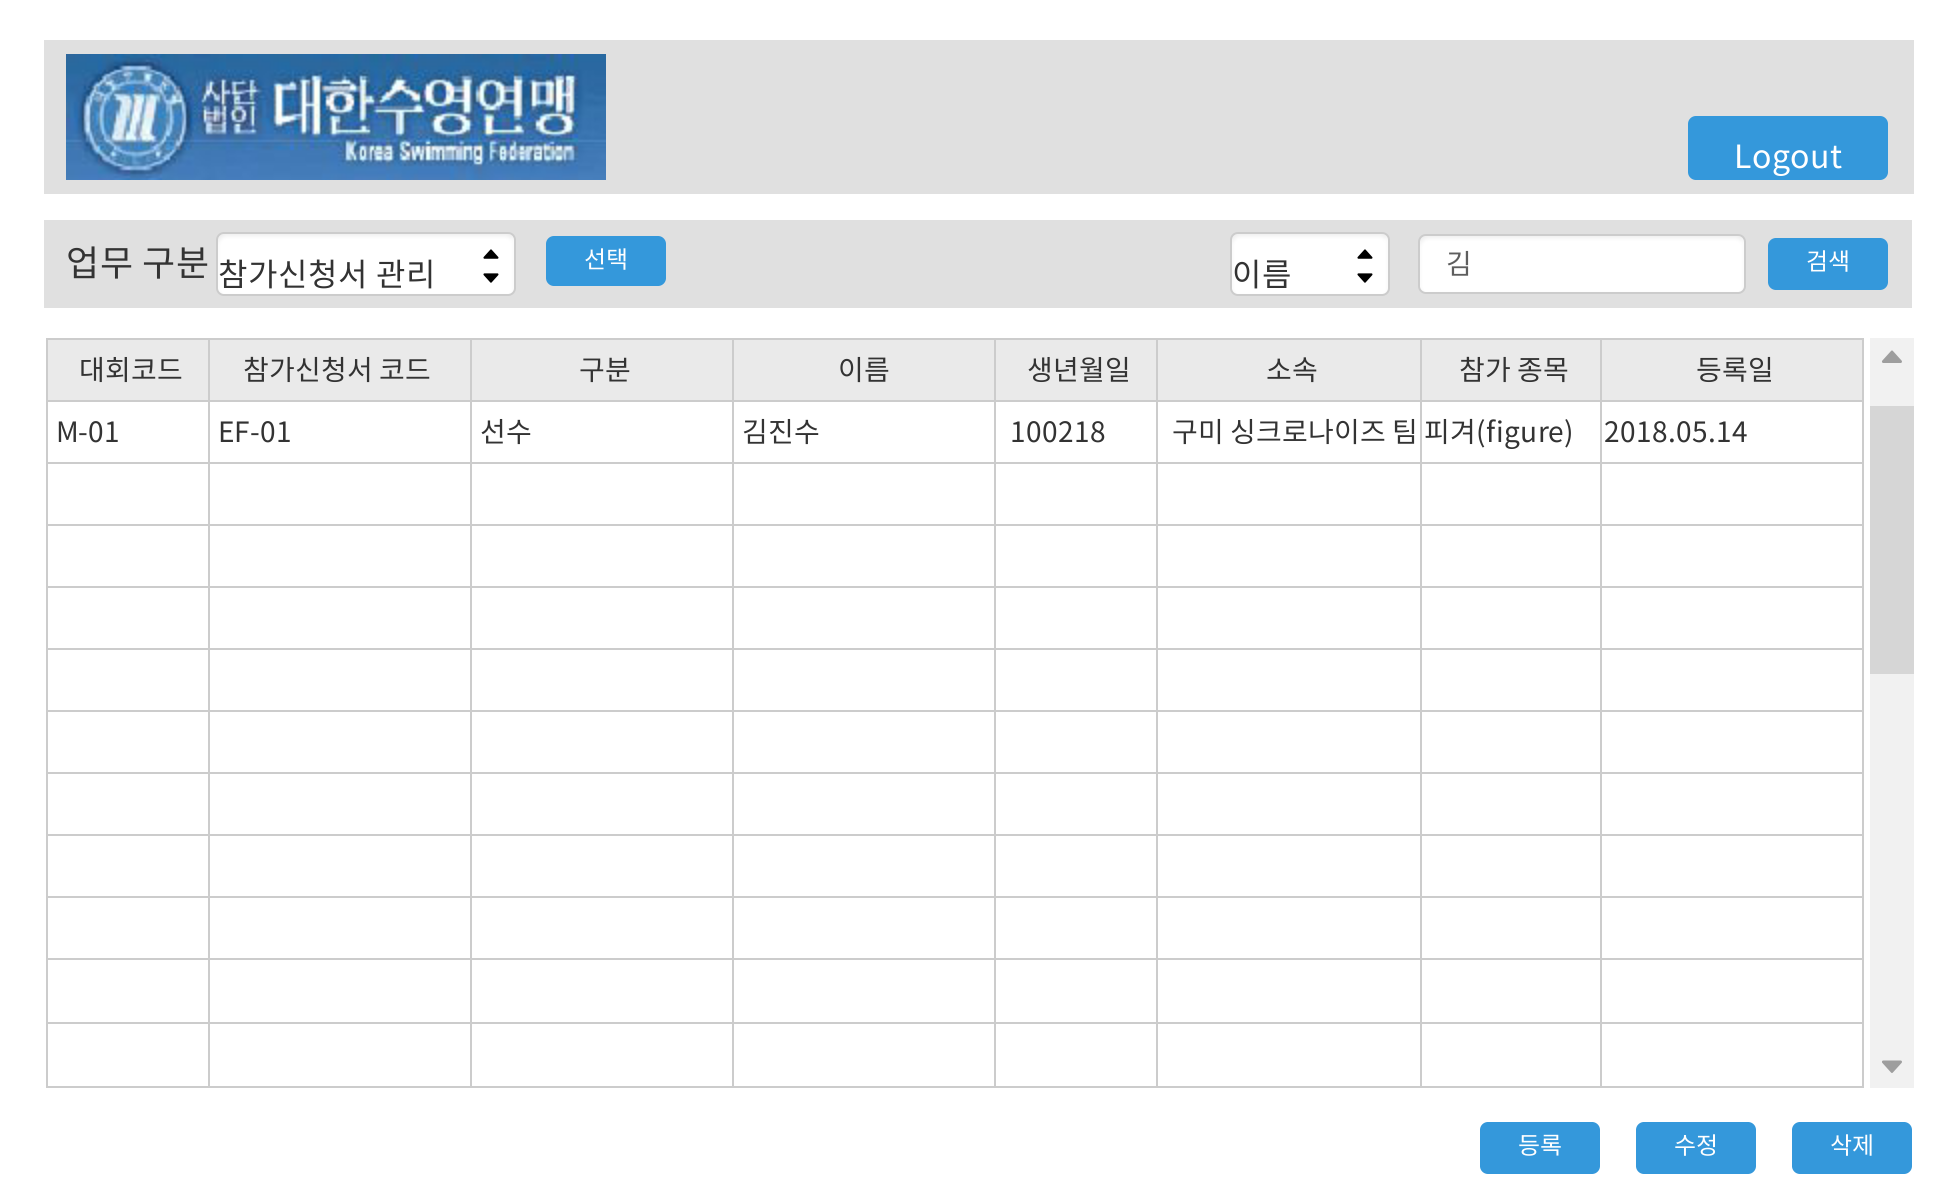 사단법인 대한수영연맹
Korea Swimming Federation
Logout
업무 구분 참가신청서 관리 선택 이름 김 검색
대회코드 참가신청서 코드 구분 이름 생년월일 소속 참가 종목 등록일
M-01 EF-01 선수 김진수 100218 구미 싱크로나이즈 팀 피겨(figure) 2018.05.14
등록 수정 삭제